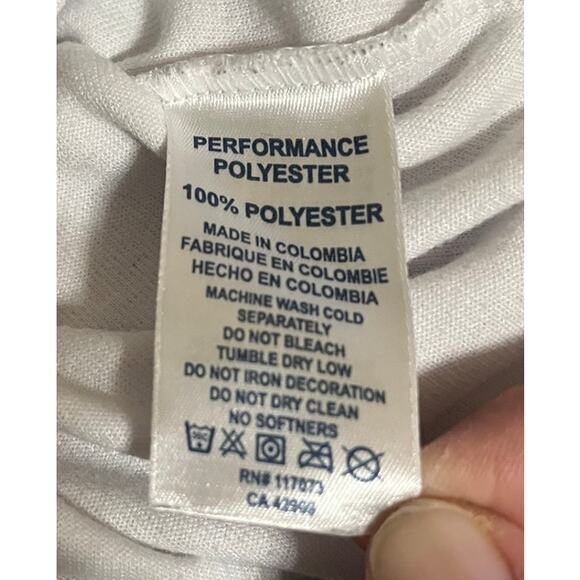 PERFORMANCE
POLYESTER
100% POLYESTER
MADE IN COLOMBIA
FABRIQUE EN COLOMBIE
HECHO EN COLOMBIA
MACHINE WASH COLD
SEPARATELY
DO NOT BLEACH
TUMBLE DRY LOW
DO NOT IRON DECORATION
DO NOT DRY CLEAN
NO SOFTNERS
RN# 117073
CA